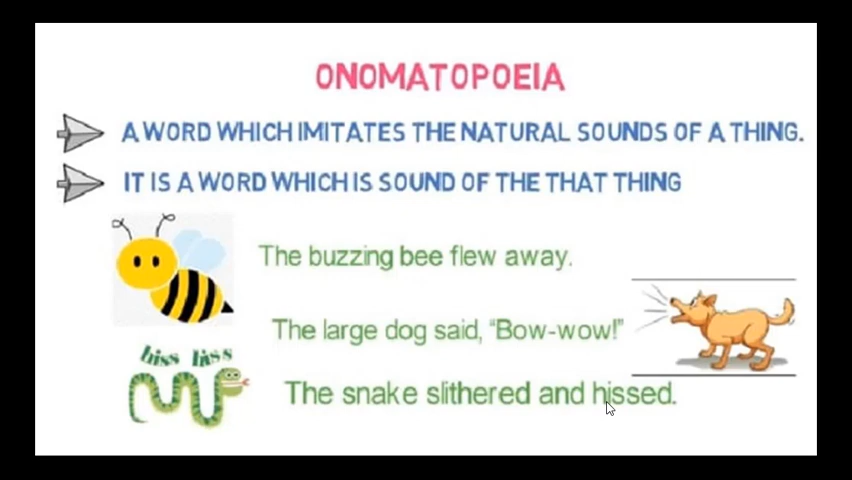 ONOMATOPOEIA
A WORD WHICH IMITATES THE NATURAL SOUNDS OF A THING.
IT IS A WORD WHICH IS SOUND OF THE THAT THING
The buzzing bee flew away.
The large dog said, “Bow-wow!”
hiss hiss
The snake slithered and hissed.